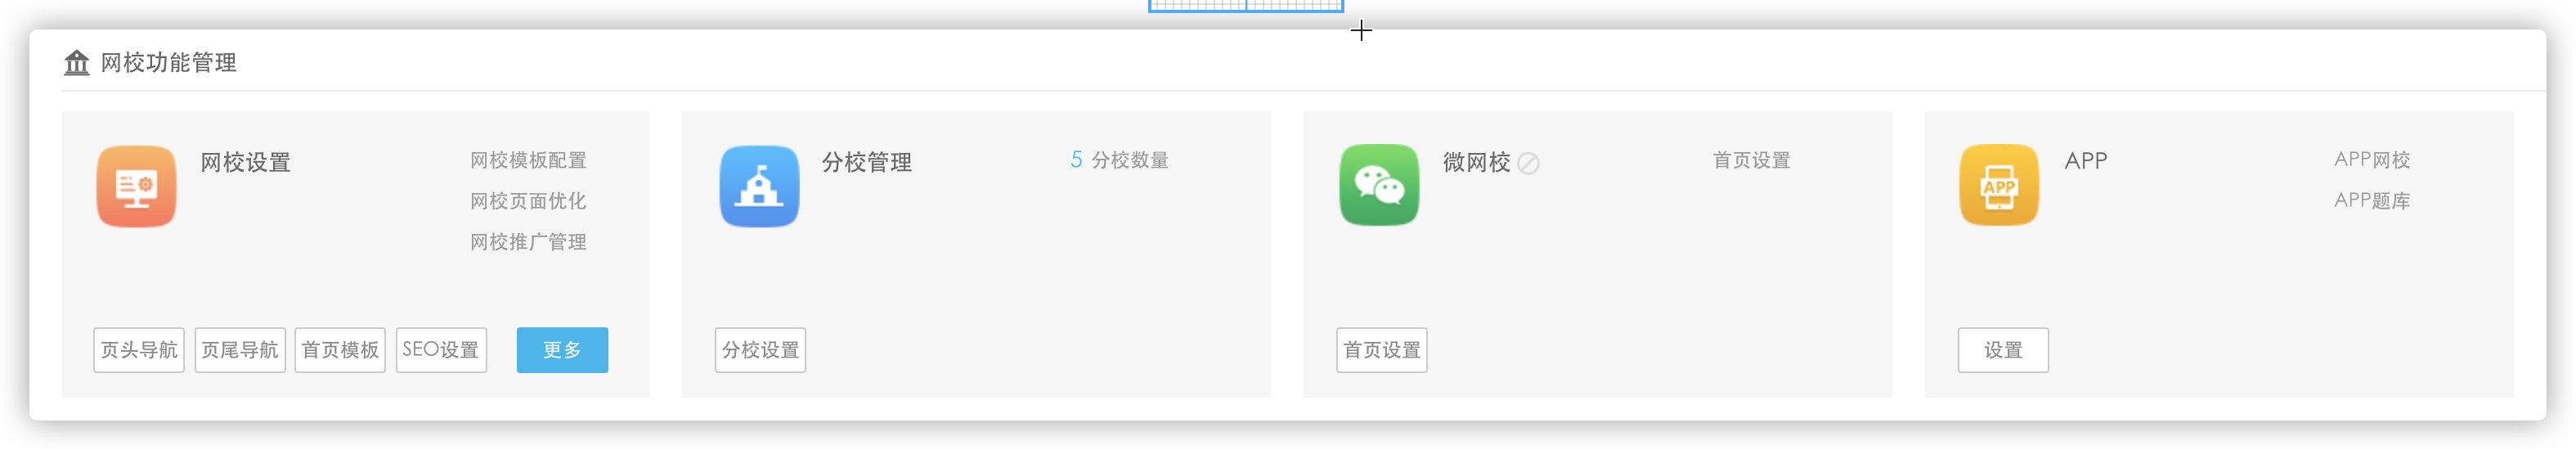 网校功能管理
网校设置
网校模板配置
网校页面优化
网校推广管理
页头导航
页尾导航
首页模板
SEO设置
更多
分校管理
5 分校数量
分校设置
微网校
首页设置
首页设置
APP
APP网校
APP题库
APP
设置